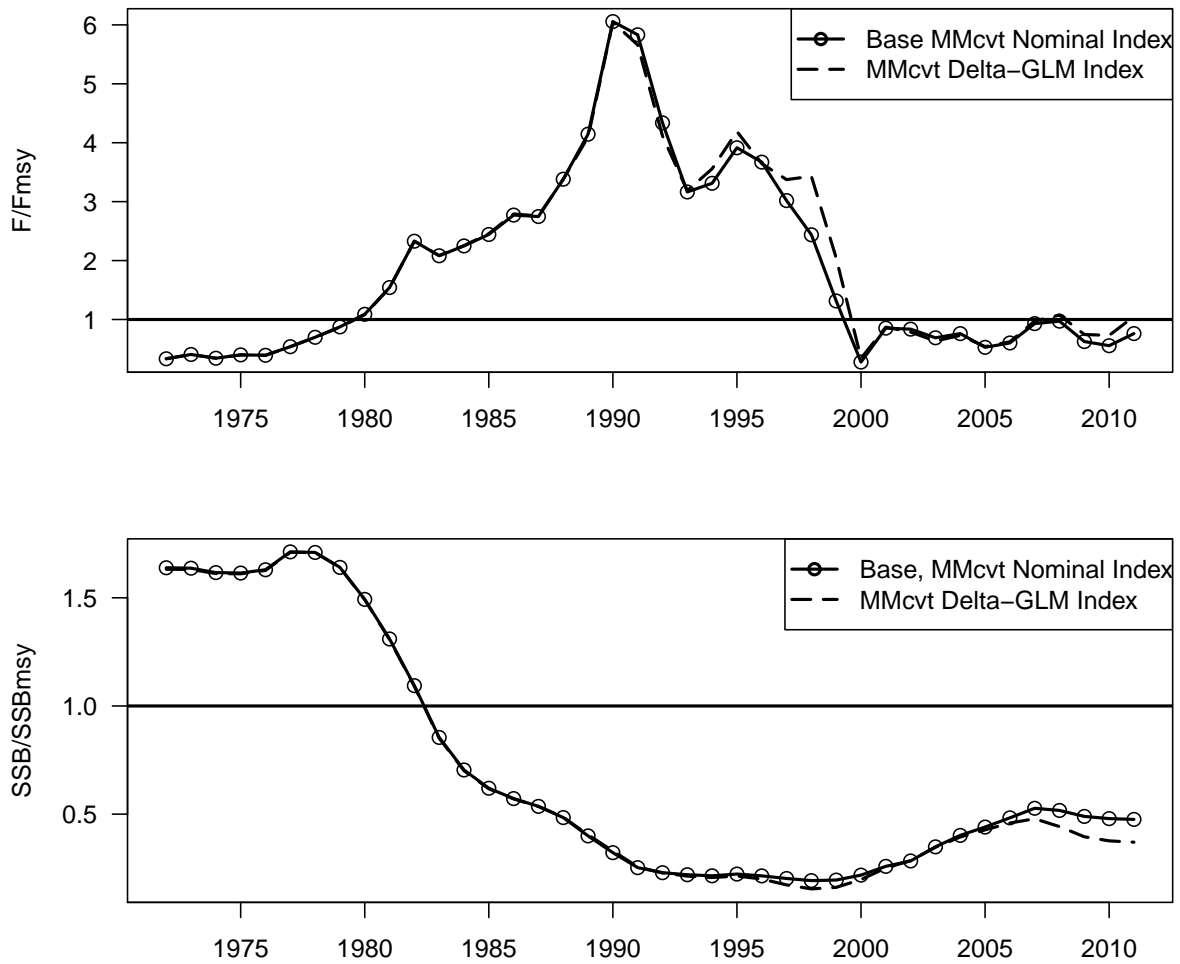 F/Fmsy
6
5
4
3
2
1
Base MMcvt Nominal Index
MMcvt Delta−GLM Index
1975 1980 1985 1990 1995 2000 2005 2010
SSB/SSBmsy
1.5
1.0
0.5
Base, MMcvt Nominal Index
MMcvt Delta−GLM Index
1975 1980 1985 1990 1995 2000 2005 2010